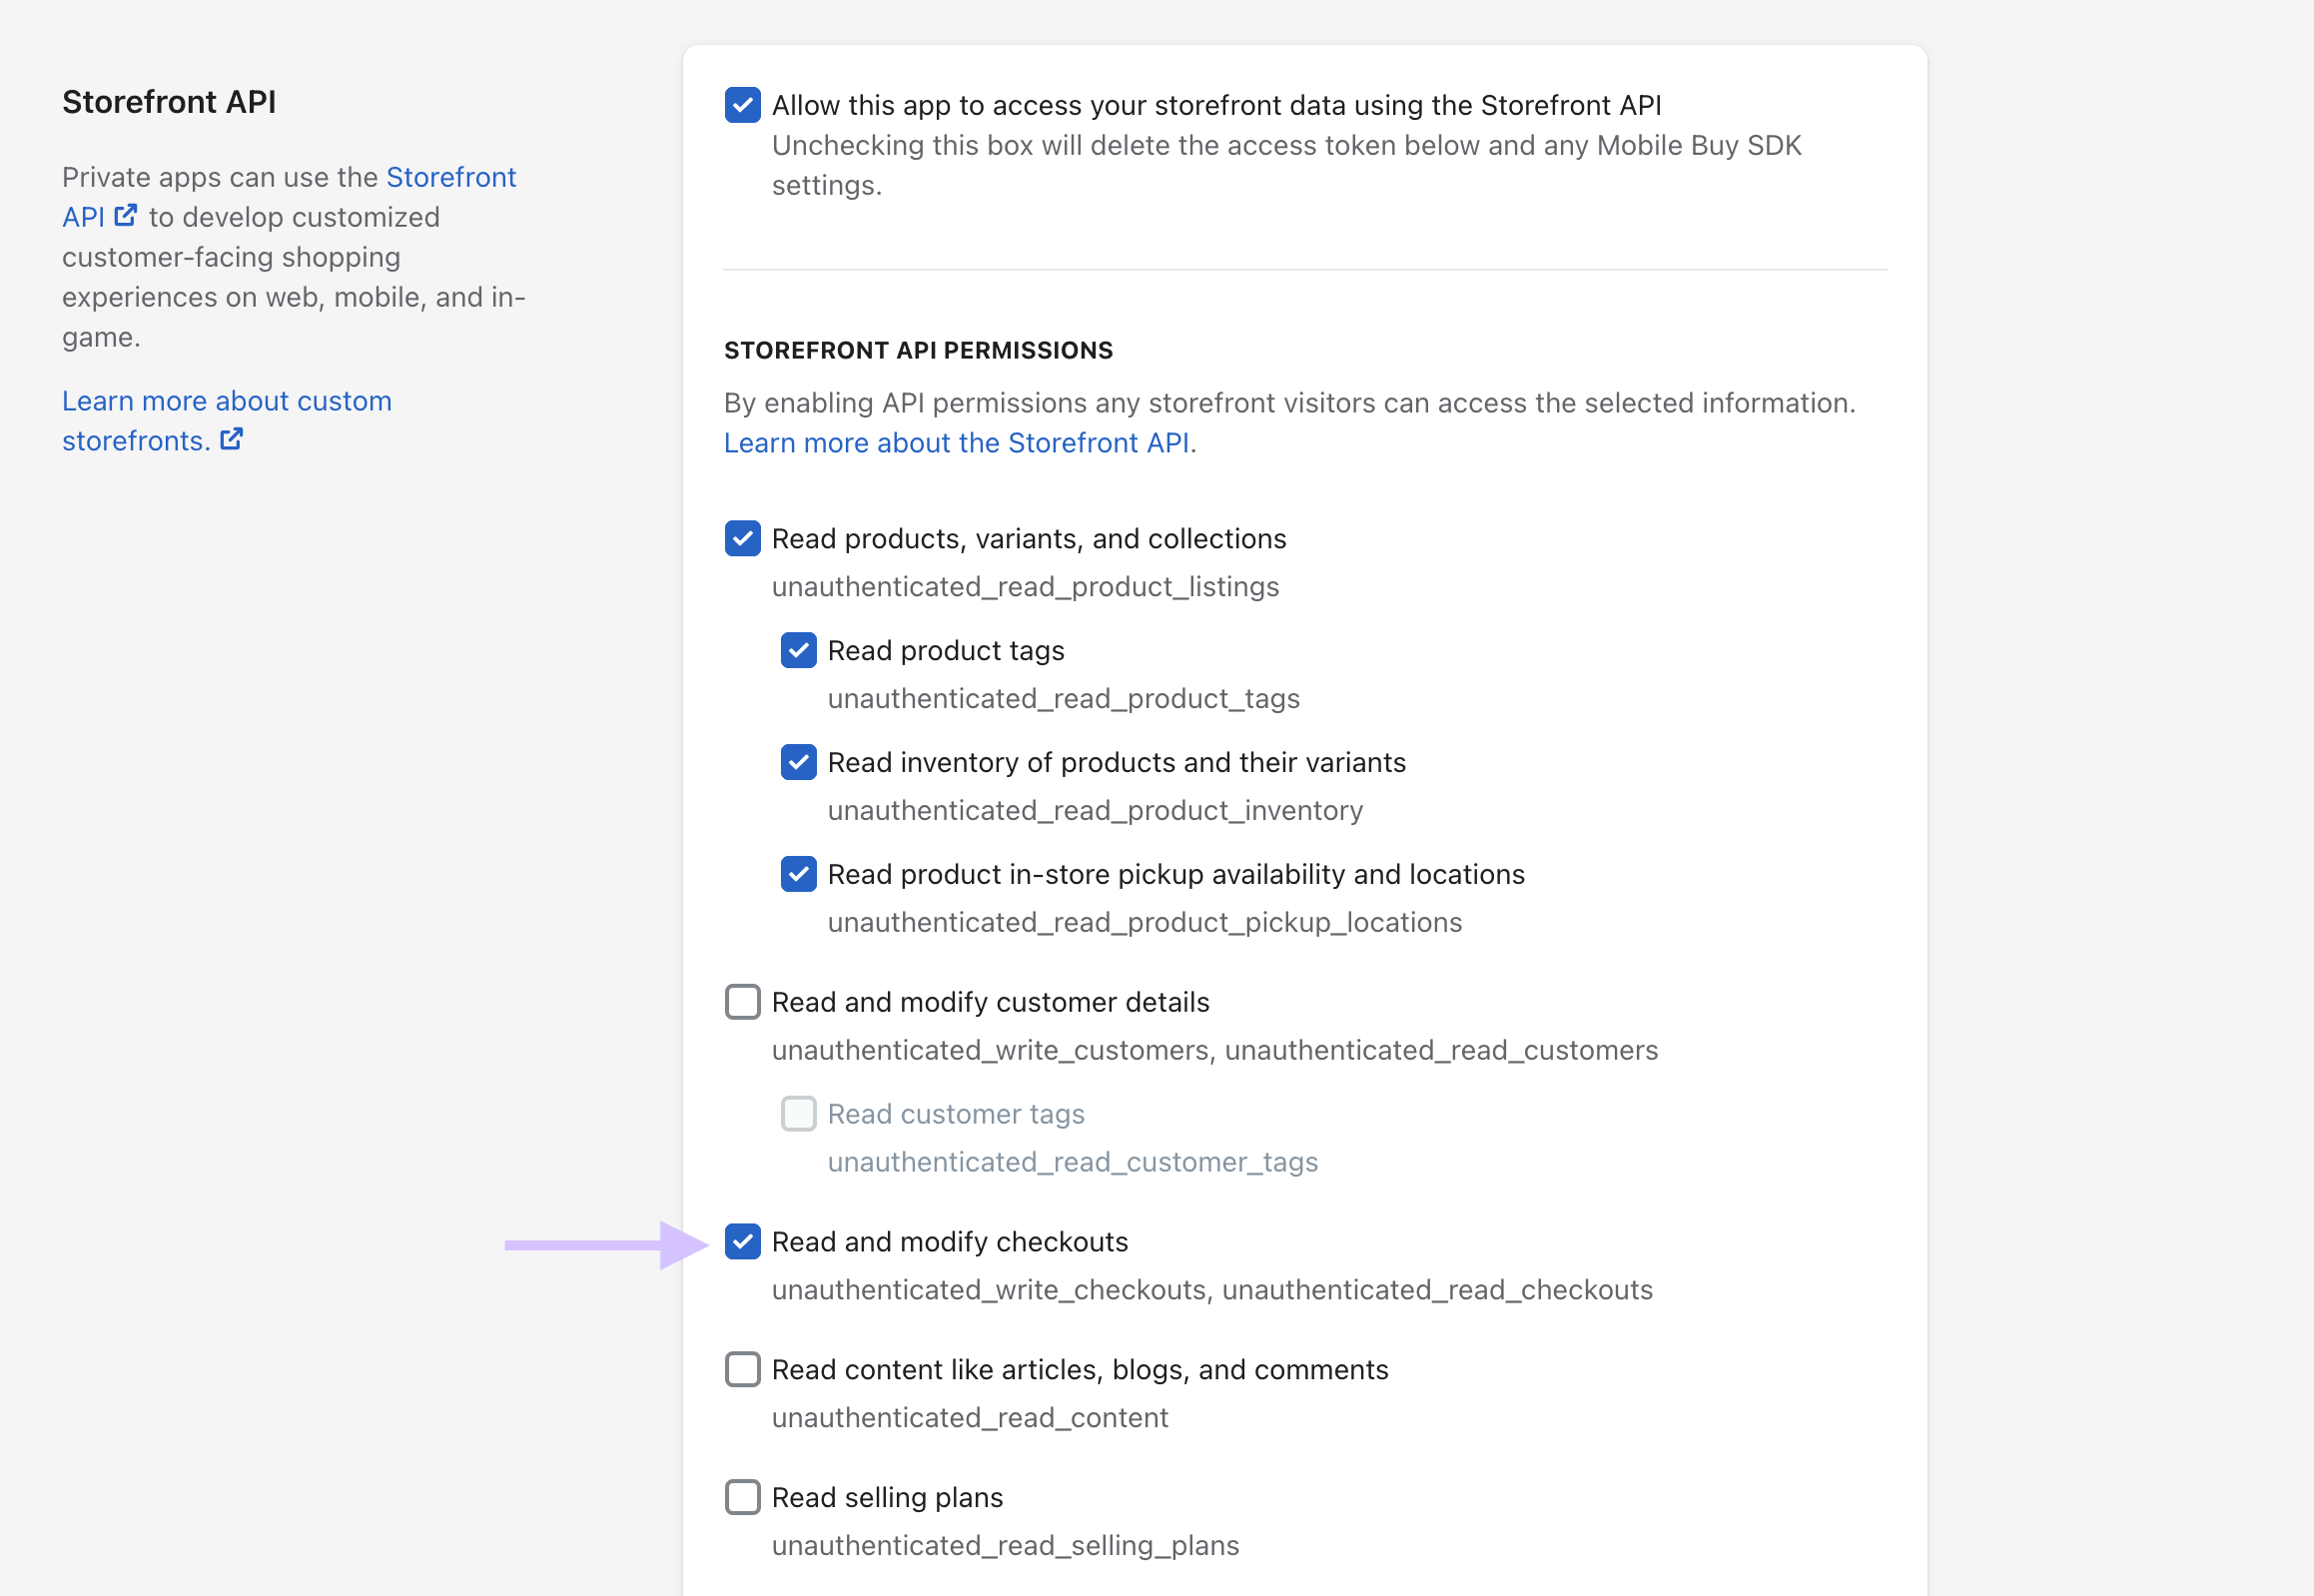 Storefront API
Private apps can use the Storefront
API to develop customized
customer-facing shopping
experiences on web, mobile, and in-
game.
Learn more about custom
storefronts.
Allow this app to access your storefront data using the Storefront API
Unchecking this box will delete the access token below and any Mobile Buy SDK
settings.
STOREFRONT API PERMISSIONS
By enabling API permissions any storefront visitors can access the selected information.
Learn more about the Storefront API.
Read products, variants, and collections
unauthenticated_read_product_listings
Read product tags
unauthenticated_read_product_tags
Read inventory of products and their variants
unauthenticated_read_product_inventory
Read product in-store pickup availability and locations
unauthenticated_read_product_pickup_locations
Read and modify customer details
unauthenticated_write_customers, unauthenticated_read_customers
Read customer tags
unauthenticated_read_customer_tags
Read and modify checkouts
unauthenticated_write_checkouts, unauthenticated_read_checkouts
Read content like articles, blogs, and comments
unauthenticated_read_content
Read selling plans
unauthenticated_read_selling_plans